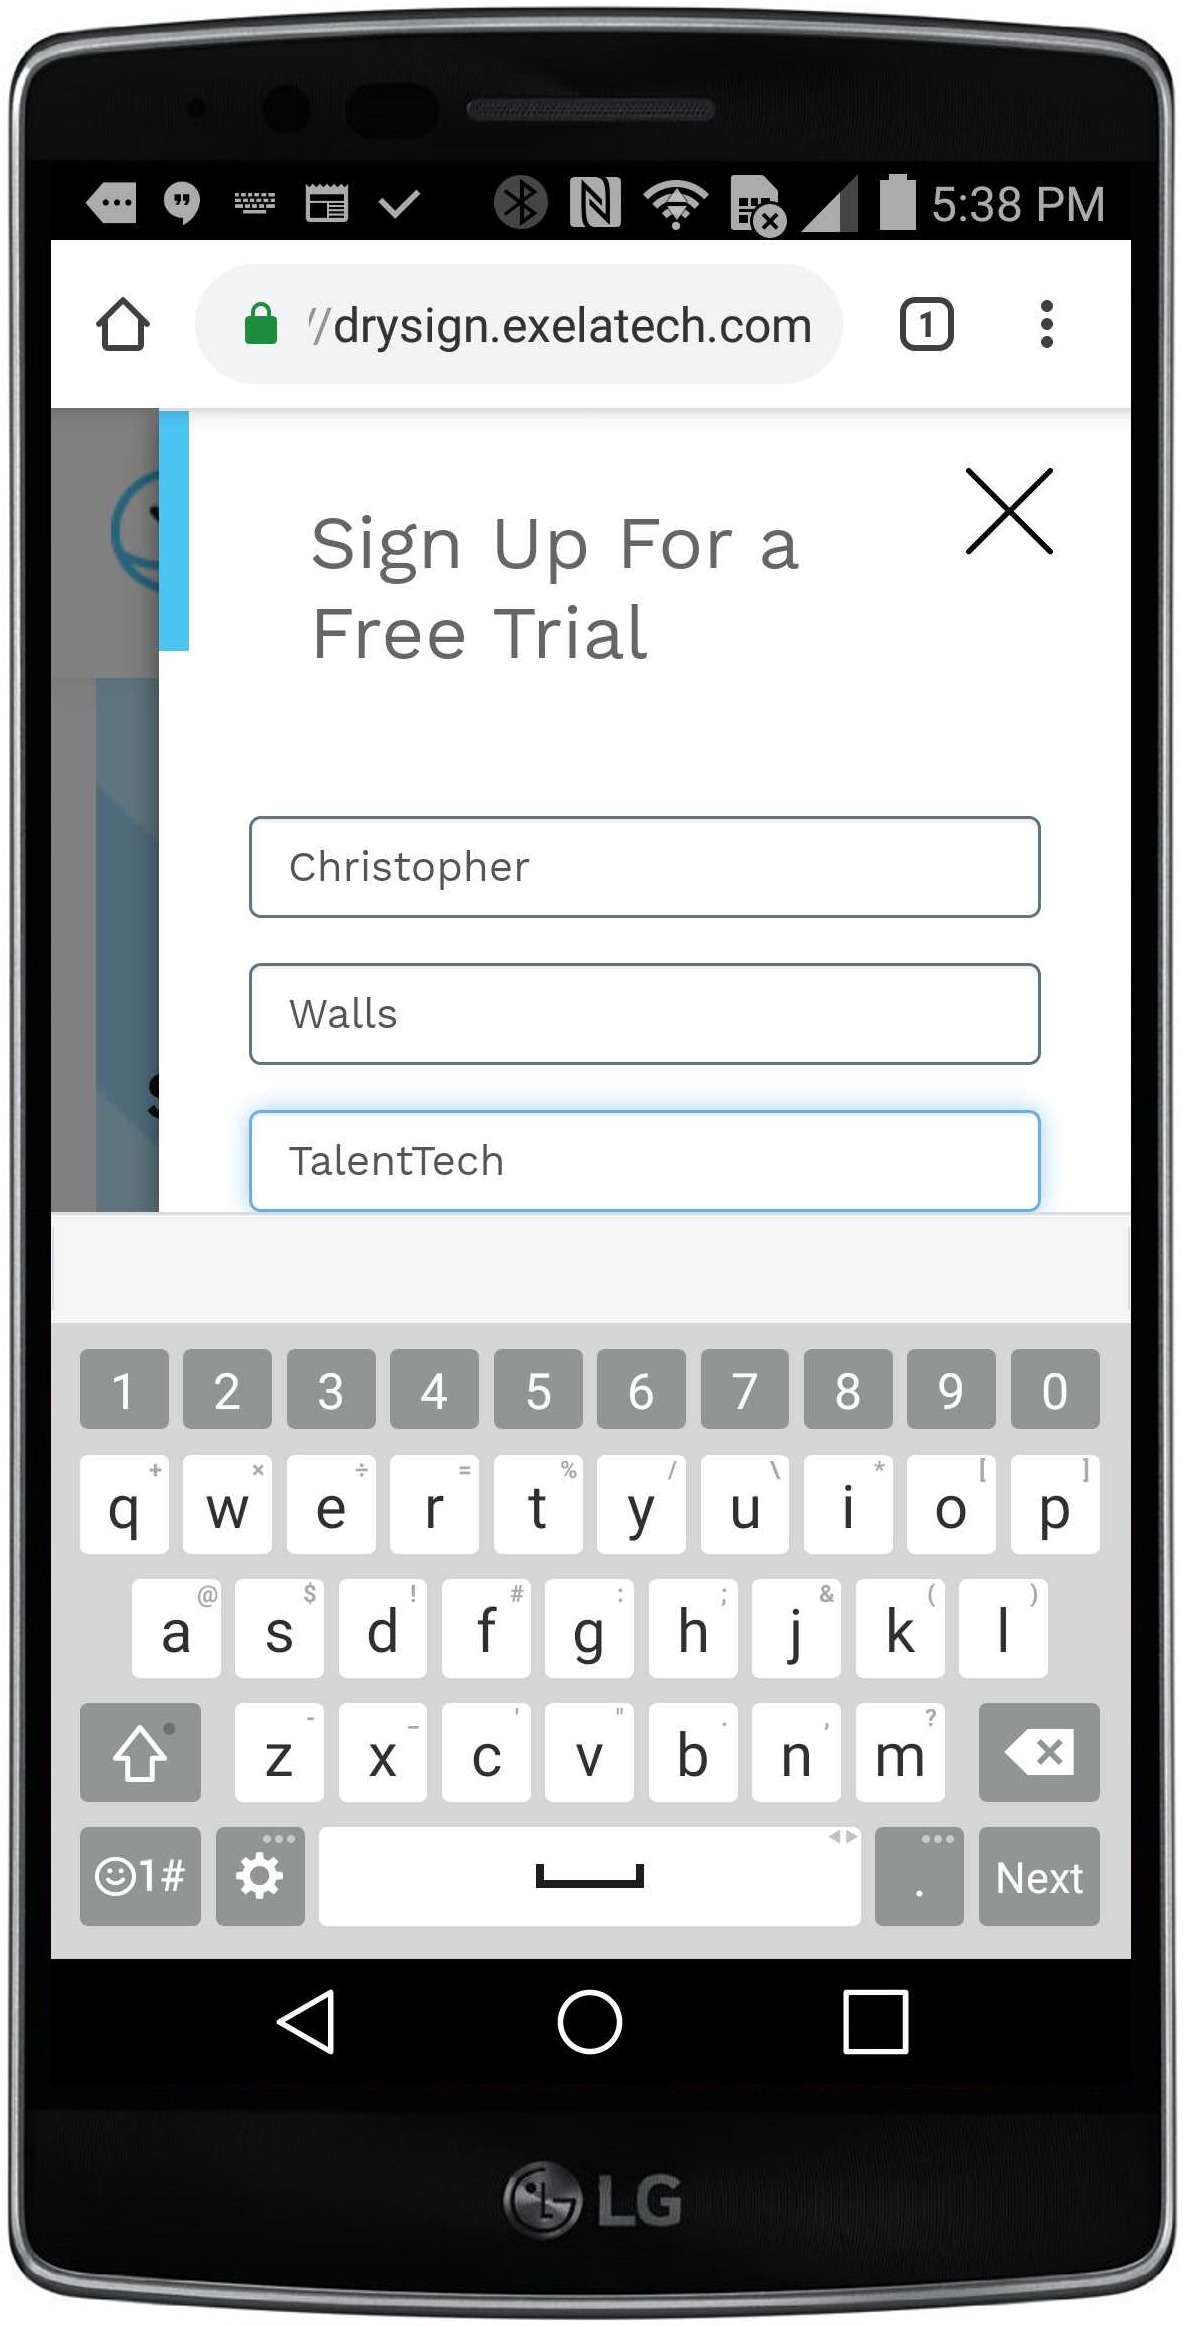 5:38 PM
//drysign.exelatech.com
1
Sign Up For a
Free Trial
Christopher
Walls
TalentTech
1 2 3 4 5 6 7 8 9 0
+ × ÷ = % / \ * [ ]
q w e r t y u i o p
@ $ ! # : ; & ( )
a s d f g h j k l
- _ ' " . , ?
z x c v b n m
1# . Next
LG